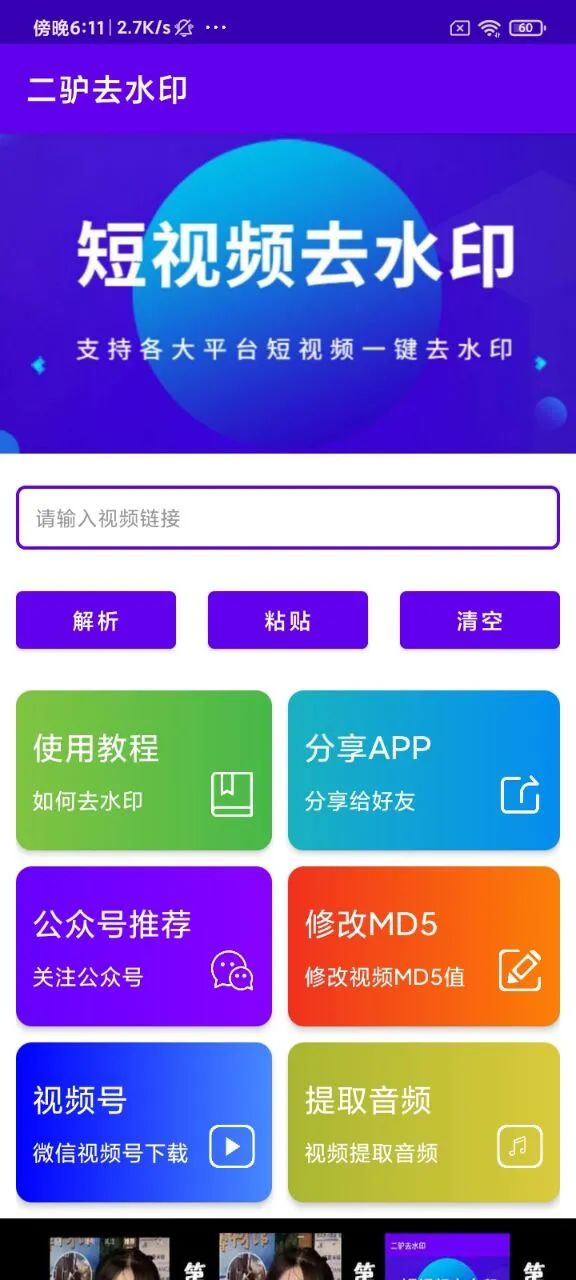 傍晚6:11 | 2.7K/s ···
60
二驴去水印
短视频去水印
支持各大平台短视频一键去水印
请输入视频链接
解析 粘贴 清空
使用教程
如何去水印
分享APP
分享给好友
公众号推荐
关注公众号
修改MD5
修改视频MD5值
视频号
微信视频号下载
提取音频
视频提取音频
二驴去水印